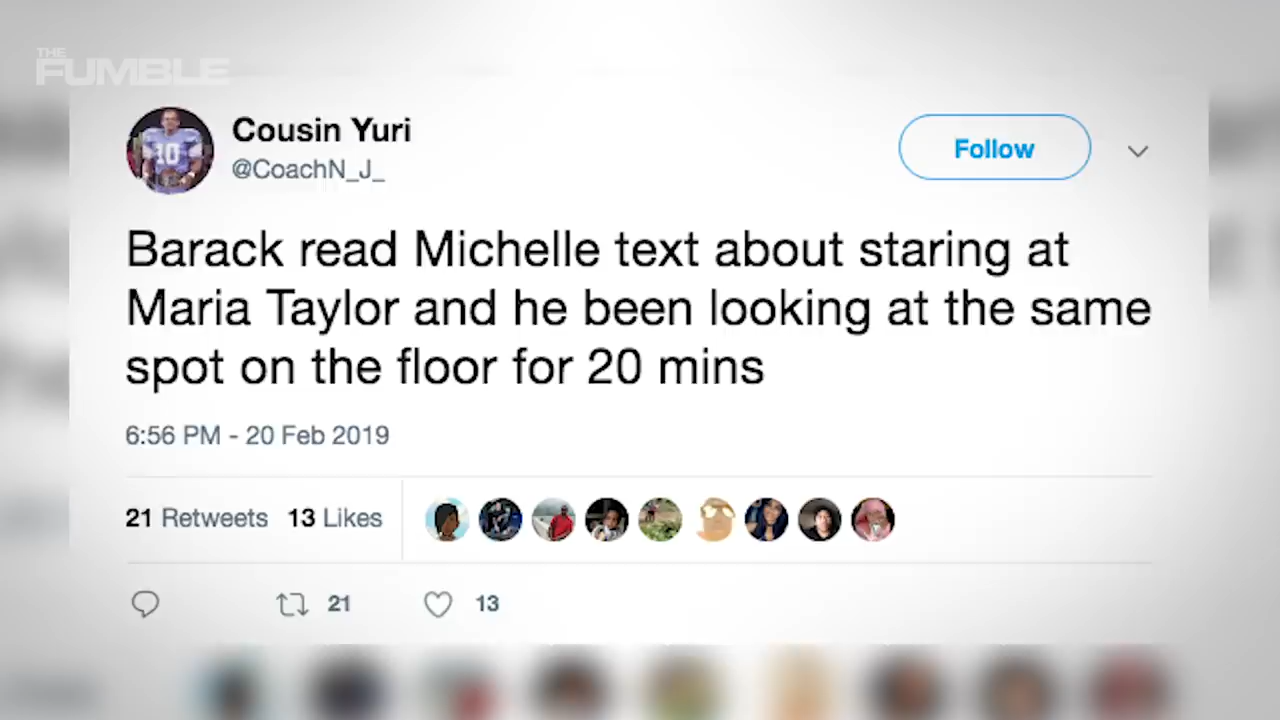 THE
FUMBLE
Cousin Yuri
@CoachN_J_
Follow
Barack read Michelle text about staring at
Maria Taylor and he been looking at the same
spot on the floor for 20 mins
6:56 PM - 20 Feb 2019
21 Retweets 13 Likes
21 13